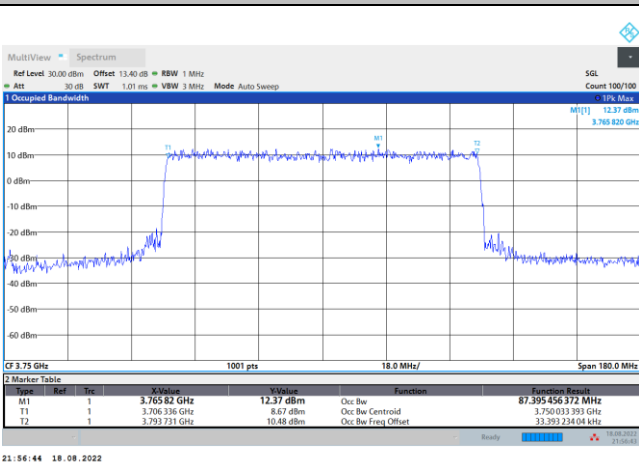 MultiView Spectrum
Ref Level 30.00 dBm Offset 13.40 dB RBW 1 MHz SGL
Att 30 dB SWT 1.01 ms VBW 3 MHz Mode Auto Sweep Count 100/100
1 Occupied Bandwidth 1Pk Max
M1[1] 12.37 dBm
3.765 820 GHz
20 dBm
M1
T1 T2
10 dBm
0 dBm
-10 dBm
-20 dBm
-30 dBm
-40 dBm
-50 dBm
-60 dBm
CF 3.75 GHz 1001 pts 18.0 MHz/ Span 180.0 MHz
2 Marker Table
Type Ref Trc X-Value Y-Value Function Function Result
M1 1 3.765 82 GHz 12.37 dBm Occ Bw 87.395 456 372 MHz
T1 1 3.706 336 GHz 8.67 dBm Occ Bw Centroid 3.750 033 393 GHz
T2 1 3.793 731 GHz 10.48 dBm Occ Bw Freq Offset 33.393 234 04 kHz
Ready 18.08.2022
21:56:43
21:56:44 18.08.2022